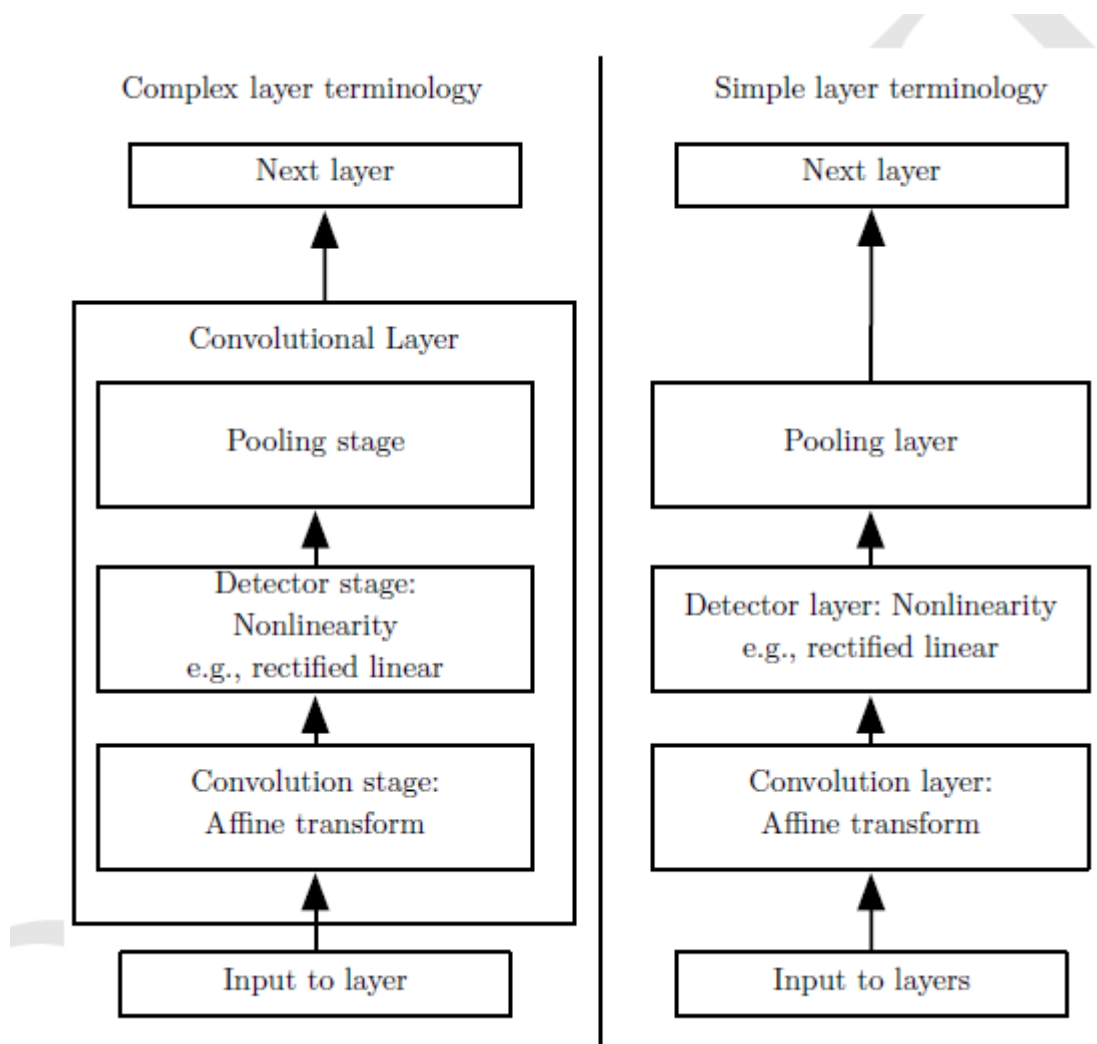 Complex layer terminology
Next layer
Convolutional Layer
Pooling stage
Detector stage:
Nonlinearity
e.g., rectified linear
Convolution stage:
Affine transform
Input to layer
Simple layer terminology
Next layer
Pooling layer
Detector layer: Nonlinearity
e.g., rectified linear
Convolution layer:
Affine transform
Input to layers